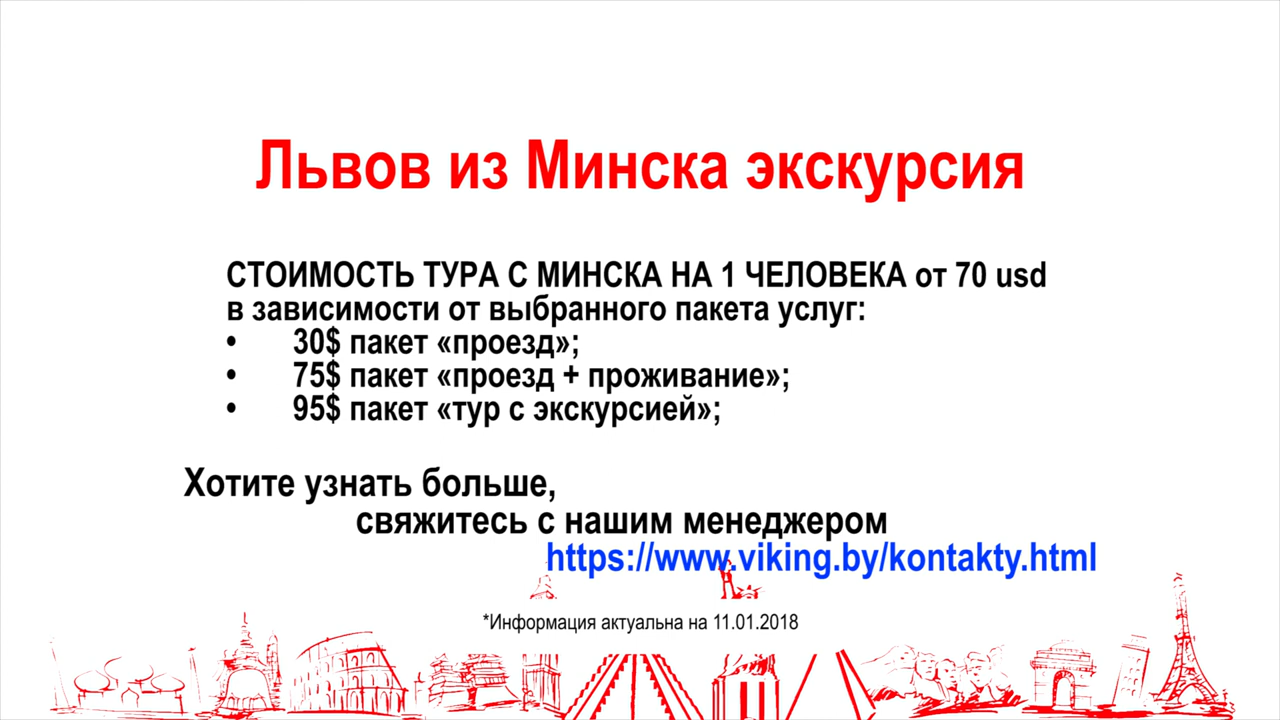 Львов из Минска экскурсия
СТОИМОСТЬ ТУРА С МИНСКА НА 1 ЧЕЛОВЕКА от 70 usd
в зависимости от выбранного пакета услуг:
• 30$ пакет «проезд»;
• 75$ пакет «проезд + проживание»;
• 95$ пакет «тур с экскурсией»;
Хотите узнать больше,
свяжитесь с нашим менеджером
https://www.viking.by/kontakty.html
*Информация актуальна на 11.01.2018